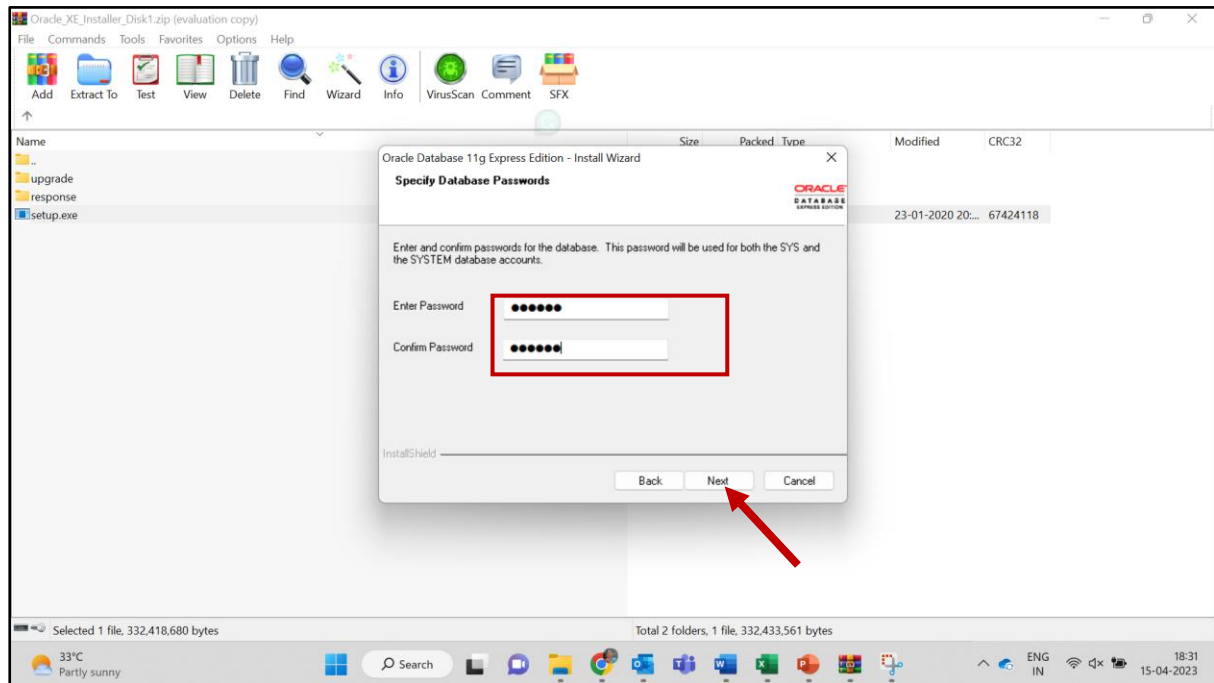 Oracle_XE_Installer_Disk1.zip (evaluation copy)
File Commands Tools Favorites Options Help
Add Extract To Test View Delete Find Wizard Info VirusScan Comment SFX
Name Size Packed Type Modified CRC32
..
upgrade
response
setup.exe 23-01-2020 20:... 67424118
Oracle Database 11g Express Edition - Install Wizard
Specify Database Passwords
ORACLE
DATABASE
EXPRESS EDITION
Enter and confirm passwords for the database. This password will be used for both the SYS and
the SYSTEM database accounts.
Enter Password
Confirm Password
InstallShield
Back Next Cancel
Selected 1 file, 332,418,680 bytes Total 2 folders, 1 file, 332,433,561 bytes
33°C
Partly sunny
Search
ENG
IN
18:31
15-04-2023